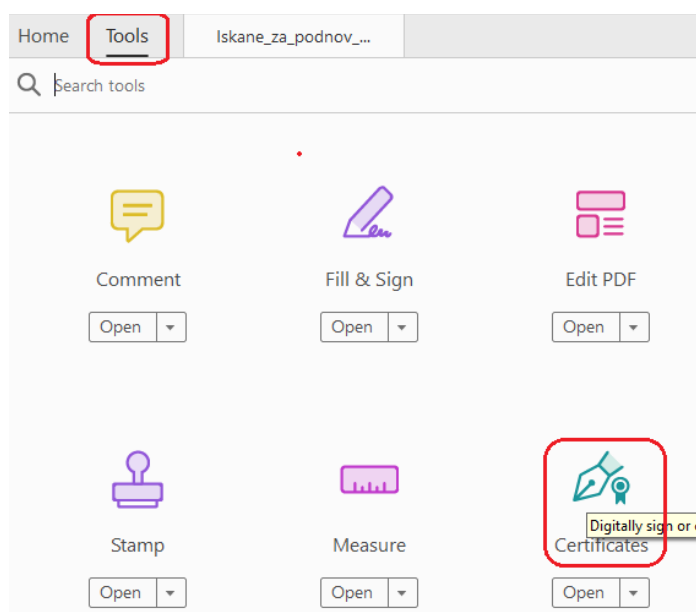 Home Tools Iskane_za_podnov_...
Search tools
Comment Fill & Sign Edit PDF
Open Open Open
Digitally sign or
Stamp Measure Certificates
Open Open Open